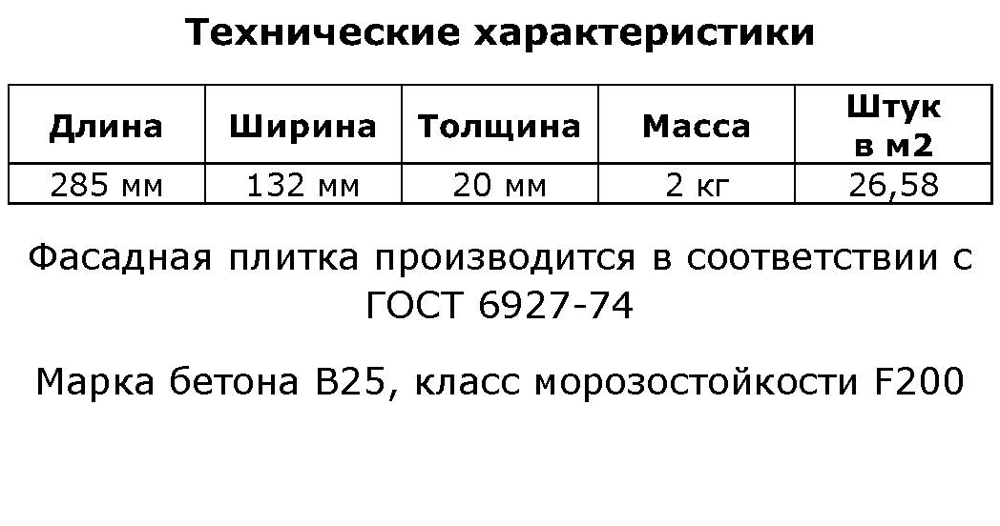 Технические характеристики
Длина Ширина Толщина Масса Штук в м2
285 мм 132 мм 20 мм 2 кг 26,58
Фасадная плитка производится в соответствии с
ГОСТ 6927-74
Марка бетона В25, класс морозостойкости F200